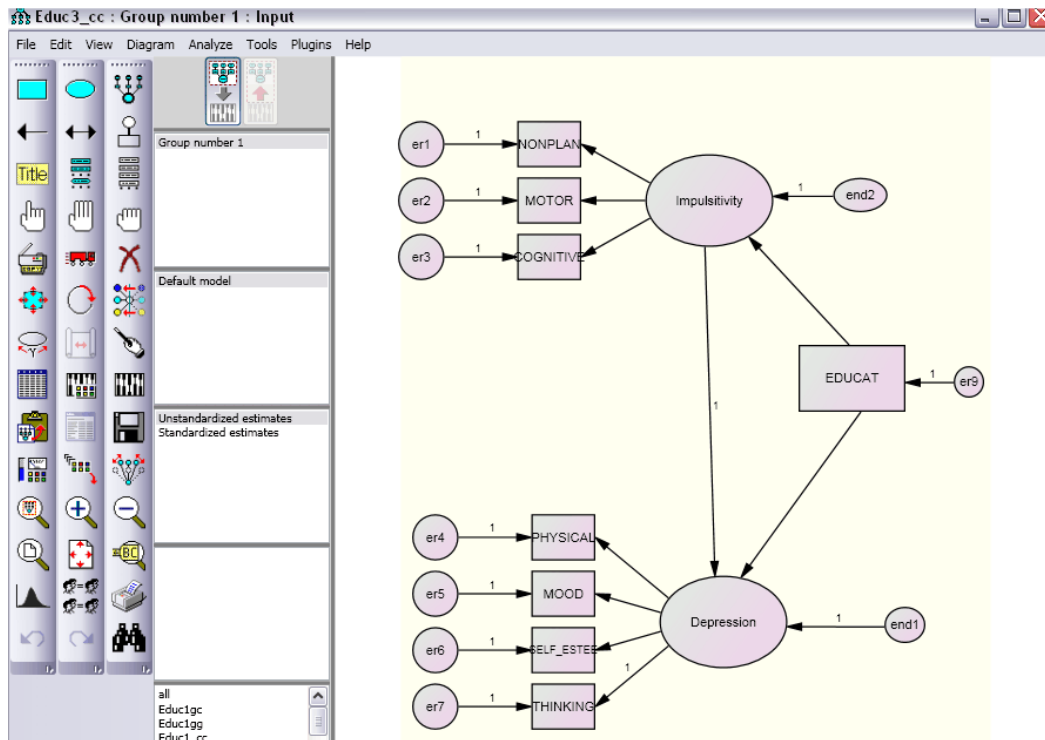 Educ3_cc : Group number 1 : Input
File Edit View Diagram Analyze Tools Plugins Help
Title
Group number 1
Default model
Unstandardized estimates
Standardized estimates
all
Educ1gc
Educ1gg
Educ1_cc
er1
1
NONPLAN
er2
1
MOTOR
er3
1
COGNITIVE
Impulsitivity
1
end2
1
EDUCAT
1
er9
er4
1
PHYSICAL
er5
1
MOOD
er6
1
SELF_ESTEE
er7
1
THINKING
1
Depression
1
end1